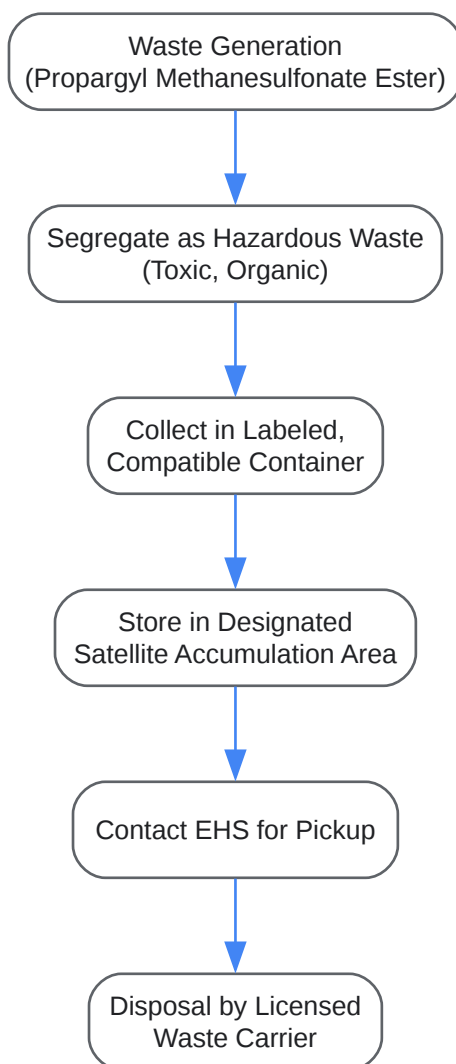 Waste Generation
(Propargyl Methanesulfonate Ester)
Segregate as Hazardous Waste
(Toxic, Organic)
Collect in Labeled,
Compatible Container
Store in Designated
Satellite Accumulation Area
Contact EHS for Pickup
Disposal by Licensed
Waste Carrier